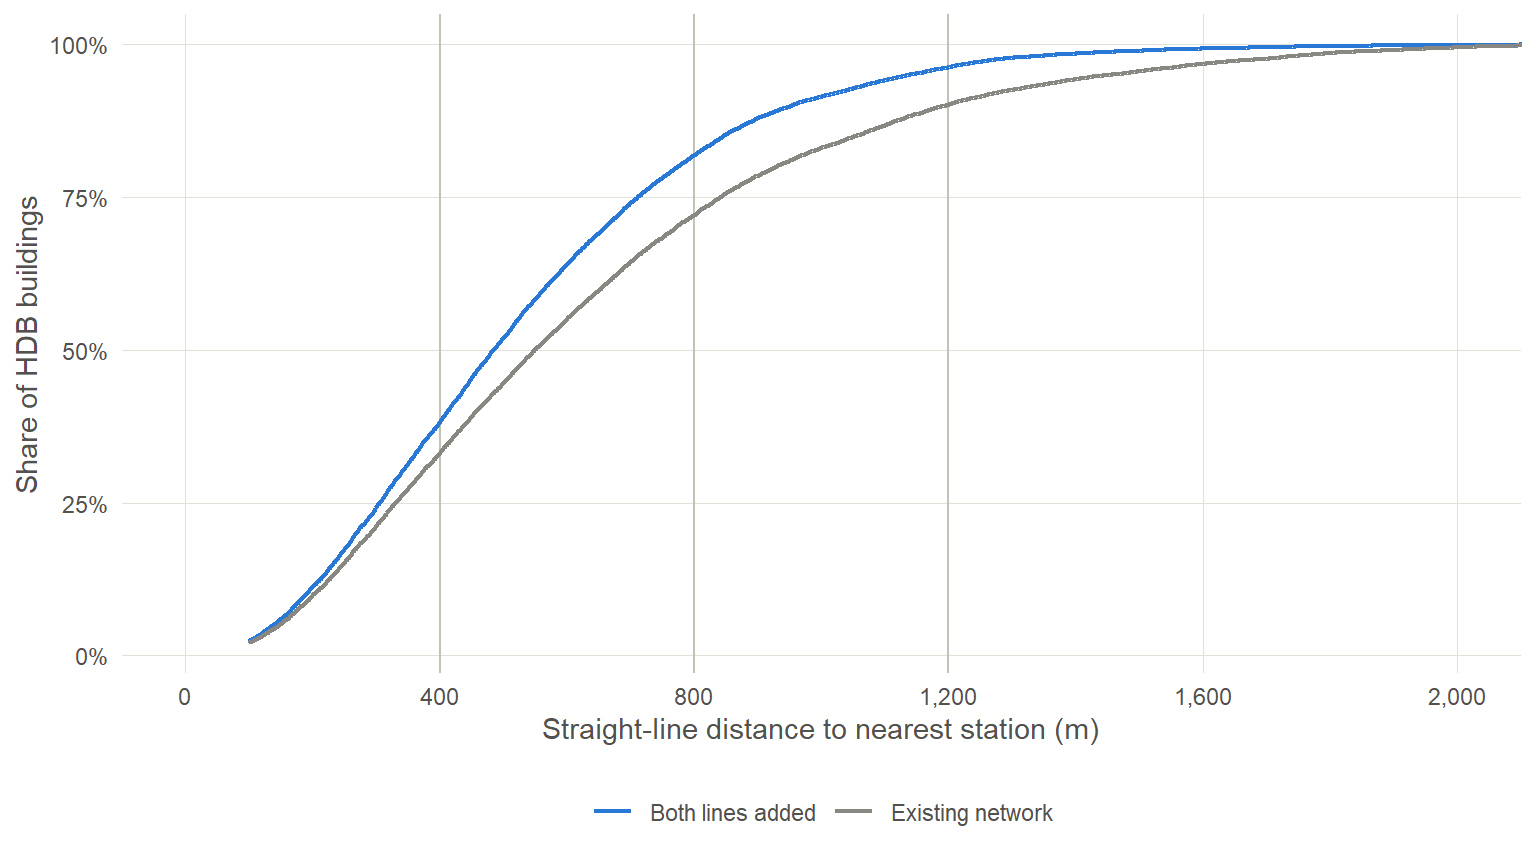 100%
75%
50%
25%
0%
Share of HDB buildings
0 400 800 1,200 1,600 2,000
Straight-line distance to nearest station (m)
Both lines added Existing network